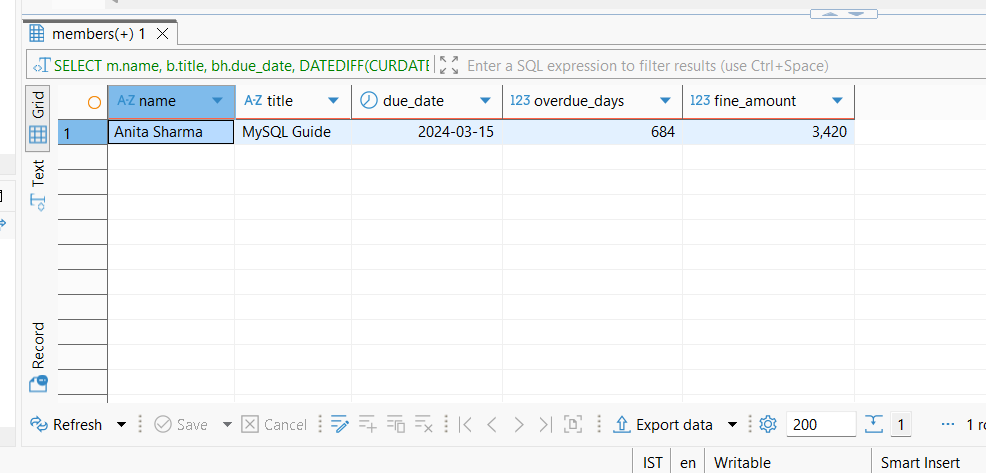 members(+) 1
SELECT m.name, b.title, bh.due_date, DATEDIFF(CURDATE
Enter a SQL expression to filter results (use Ctrl+Space)
Grid
Text
Record
A-Z name A-Z title due_date 123 overdue_days 123 fine_amount
1 Anita Sharma MySQL Guide 2024-03-15 684 3,420
Refresh Save Cancel Export data 200 1 ... 1
IST en Writable Smart Insert